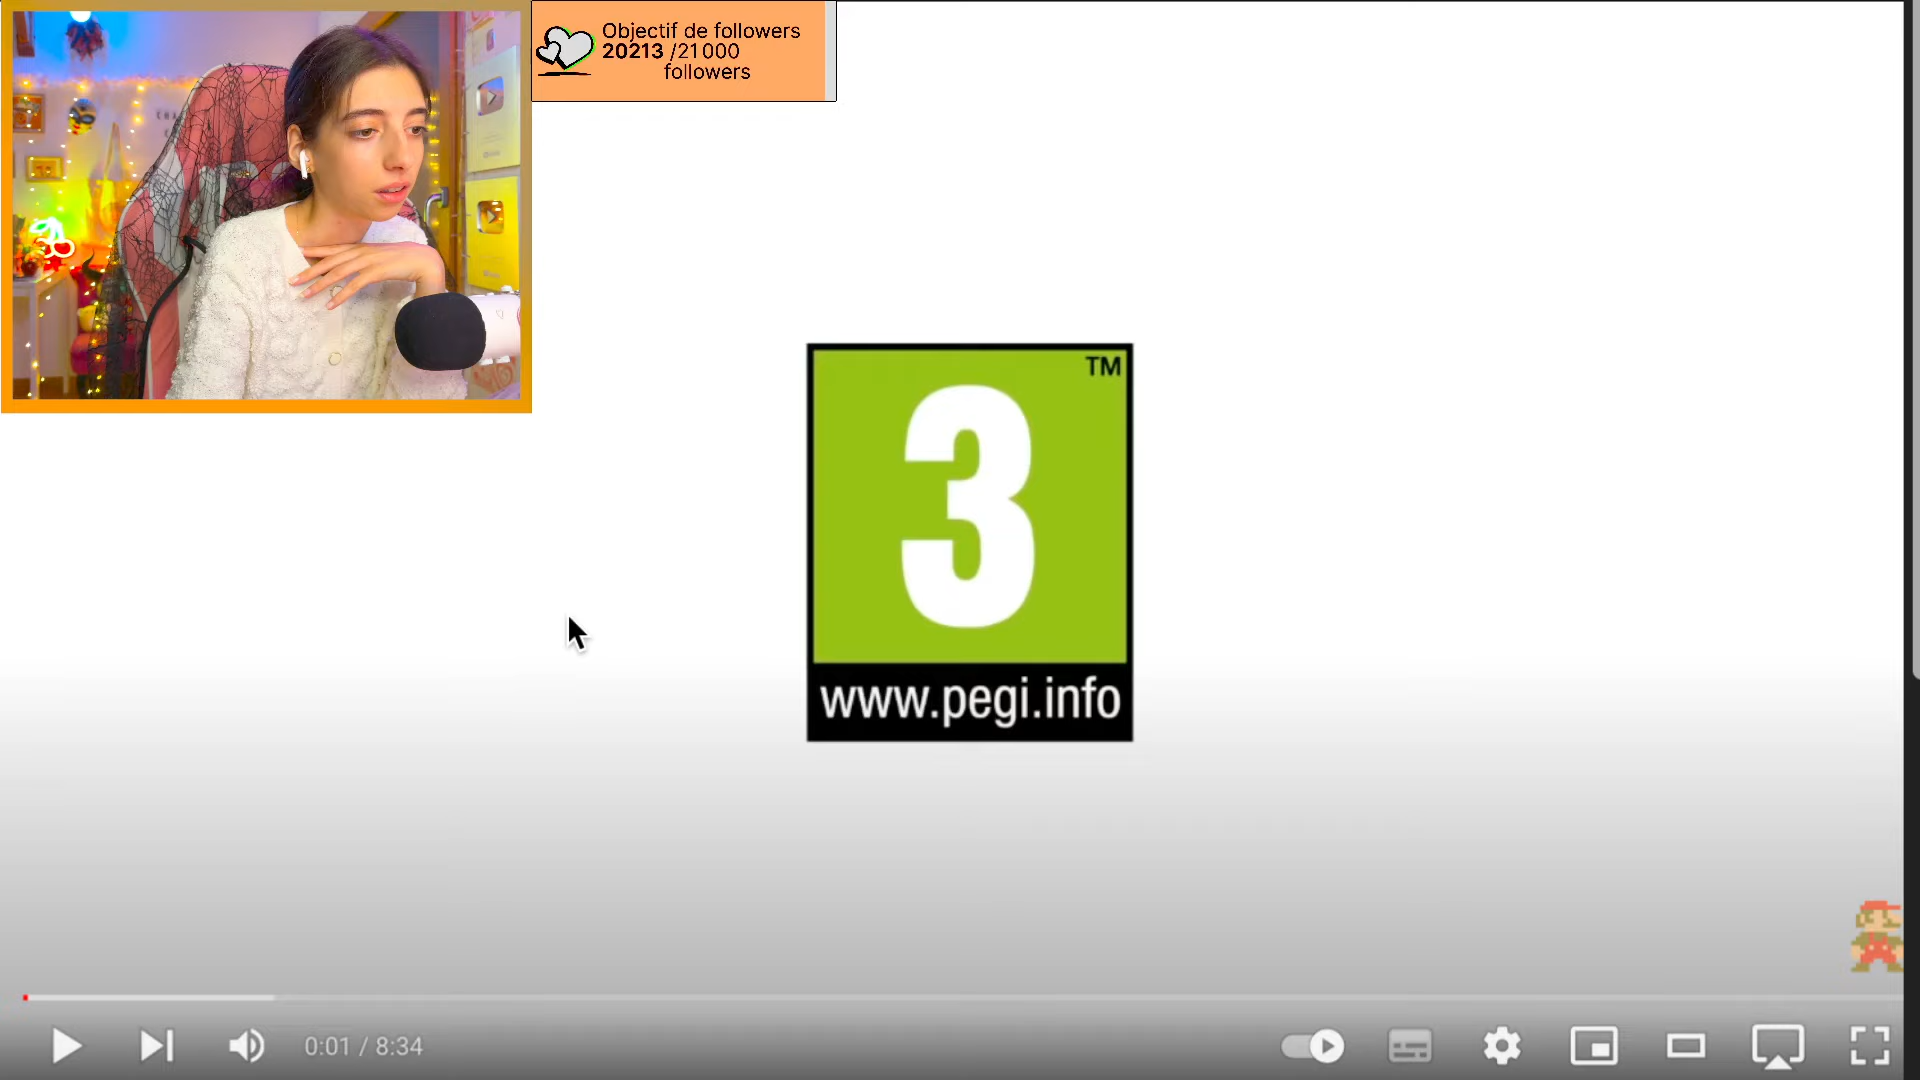 Objectif de followers
20213 /21000
followers
TM
3
www.pegi.info
0:01 / 8:34